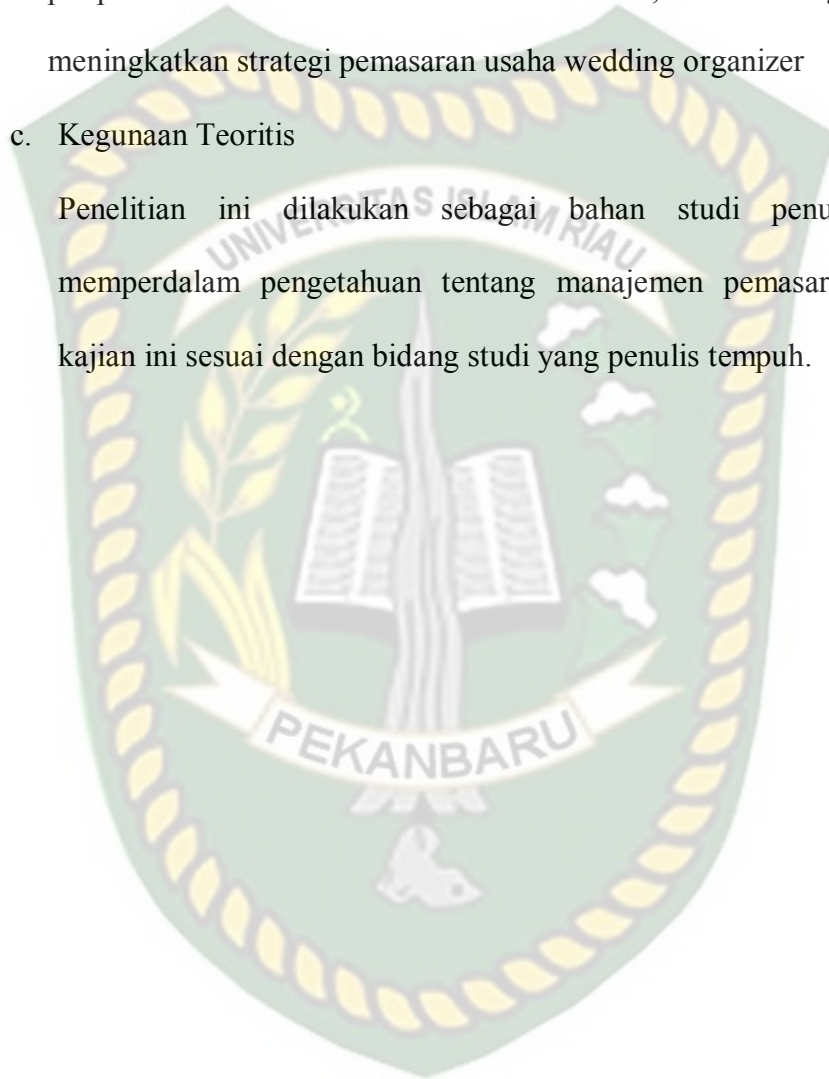 meningkatkan strategi pemasaran usaha wedding organizer
c. Kegunaan Teoritis
Penelitian ini dilakukan sebagai bahan studi
memperdalam pengetahuan tentang manajemen
kajian ini sesuai dengan bidang studi yang penulis tempuh.
UNIVERSITAS ISLAM RIAU
PEKANBARU